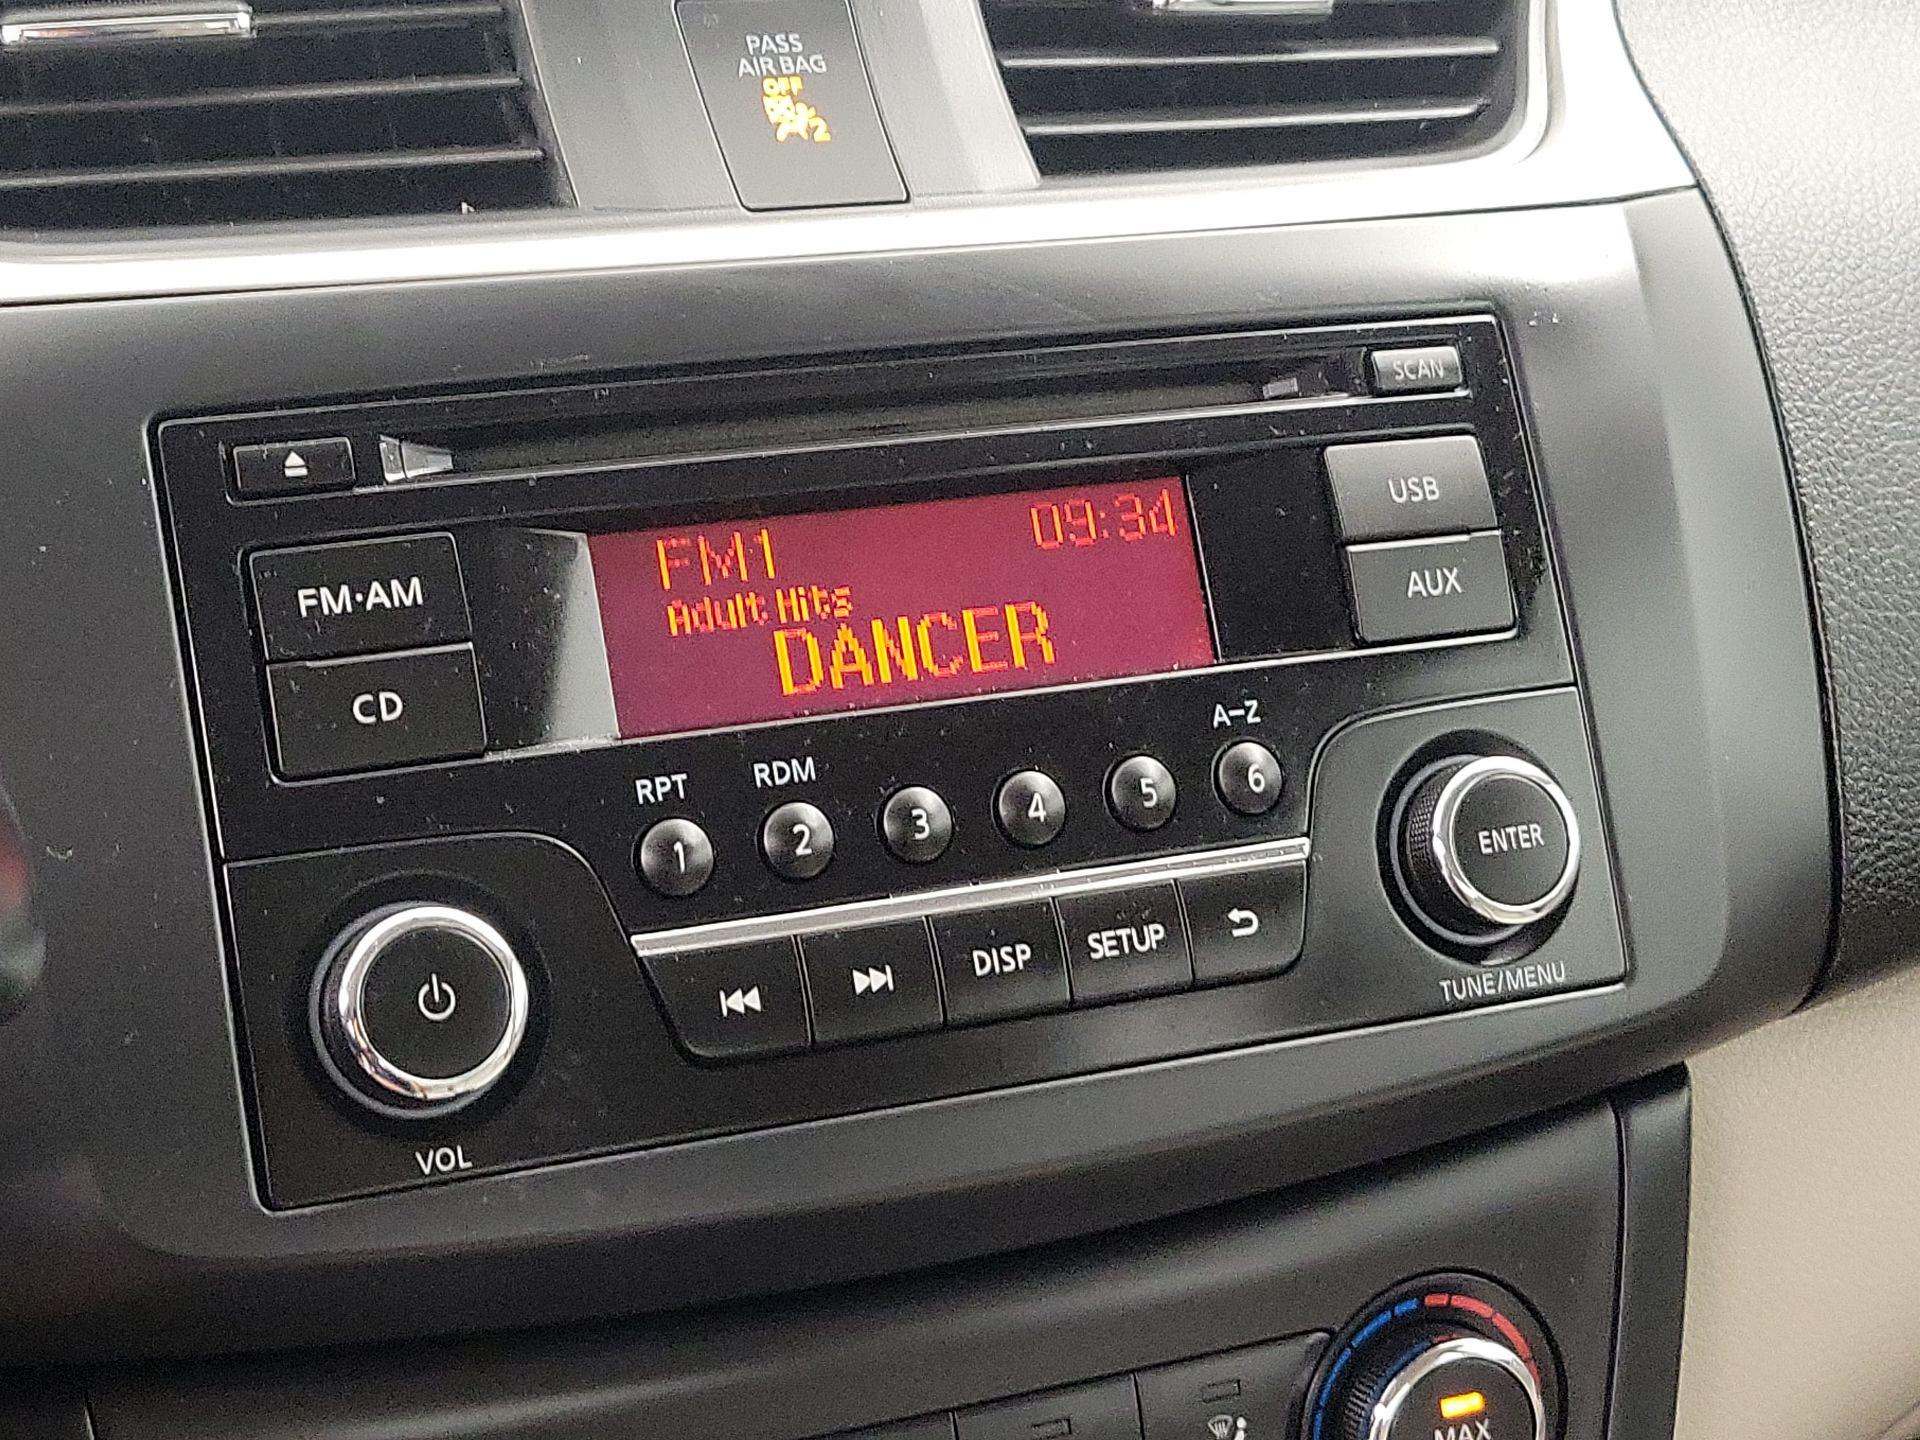 PASS
AIR BAG
OFF
2
SCAN
USB
FM1 09:34
Adult Hits
DANCER
FM·AM
AUX
CD
RPT RDM A-Z
1 2 3 4 5 6
ENTER
DISP SETUP
TUNE/MENU
VOL
MAX